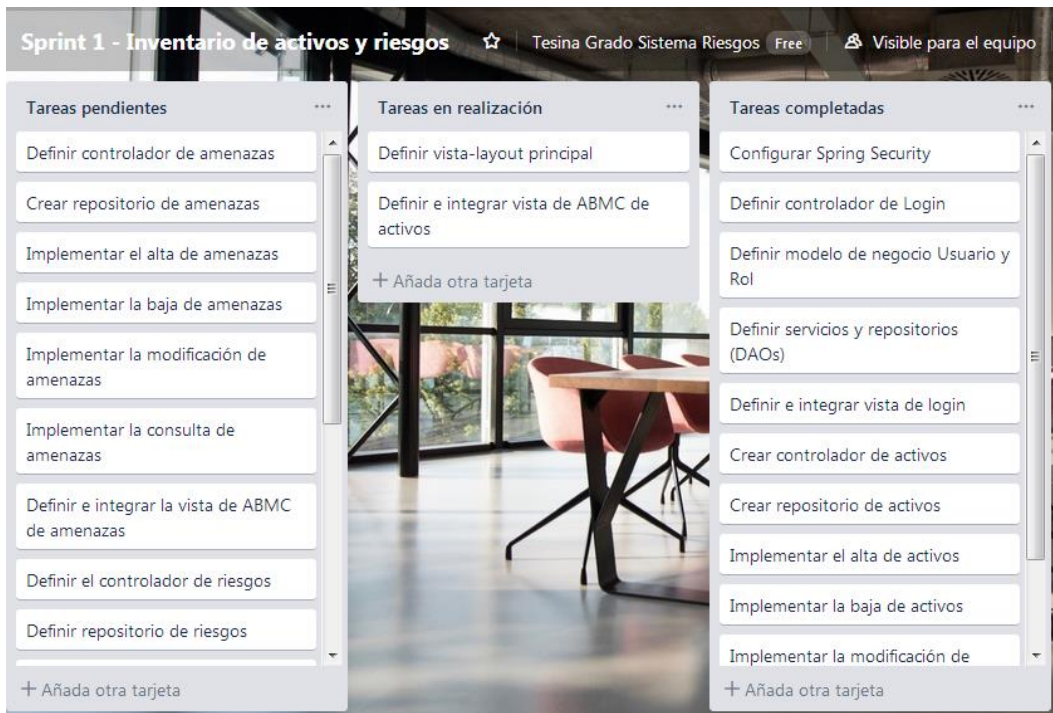 Sprint 1 - Inventario de activos y riesgos
Tesina Grado Sistema Riesgos
Free
Visible para el equipo
Tareas pendientes
Definir controlador de amenazas
Crear repositorio de amenazas
Implementar el alta de amenazas
Implementar la baja de amenazas
Implementar la modificación de
amenazas
Implementar la consulta de
amenazas
Definir e integrar la vista de ABMC
de amenazas
Definir el controlador de riesgos
Definir repositorio de riesgos
+ Añada otra tarjeta
Tareas en realización
Definir vista-layout principal
Definir e integrar vista de ABMC de
activos
+ Añada otra tarjeta
Tareas completadas
Configurar Spring Security
Definir controlador de Login
Definir modelo de negocio Usuario y
Rol
Definir servicios y repositorios
(DAOs)
Definir e integrar vista de login
Crear controlador de activos
Crear repositorio de activos
Implementar el alta de activos
Implementar la baja de activos
Implementar la modificación de
+ Añada otra tarjeta